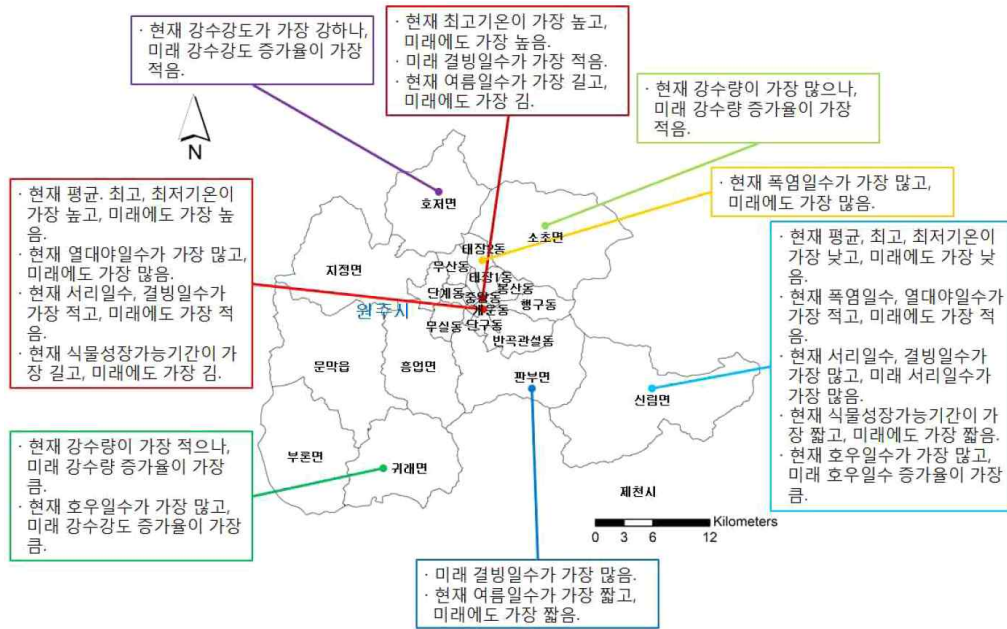 · 현재 강수강도가 가장 강하나,
미래 강수강도 증가율이 가장
적음.
· 현재 최고기온이 가장 높고,
미래에도 가장 높음.
· 미래 결빙일수가 가장 적음.
· 현재 여름일수가 가장 길고,
미래에도 가장 김.
· 현재 강수량이 가장 많으나,
미래 강수량 증가율이 가장
적음.
· 현재 폭염일수가 가장 많고,
미래에도 가장 많음.
N
· 현재 평균. 최고, 최저기온이
가장 높고, 미래에도 가장 높
음.
· 현재 열대야일수가 가장 많고,
미래에도 가장 많음.
· 현재 서리일수, 결빙일수가
가장 적고, 미래에도 가장 적
음.
· 현재 식물성장가능기간이 가
장 길고, 미래에도 가장 김.
· 현재 평균, 최고, 최저기온이
가장 낮고, 미래에도 가장 낮
음.
· 현재 폭염일수, 열대야일수가
가장 적고, 미래에도 가장 적
음.
· 현재 서리일수, 결빙일수가
가장 많고, 미래 서리일수가
가장 많음.
· 현재 식물성장가능기간이 가
장 짧고, 미래에도 가장 짧음.
· 현재 호우일수가 가장 많고,
미래 호우일수 증가율이 가장
큼.
호저면
소초면
태장2동
지정면
무산동
태장1동
봉산동
단계동
중앙동
행구동
원주시
개운동
무실동
단구동
반곡관설동
문막읍
흥업면
판부면
신림면
부론면
귀래면
제천시
· 현재 강수량이 가장 적으나,
미래 강수량 증가율이 가장
큼.
· 현재 호우일수가 가장 많고,
미래 강수강도 증가율이 가장
큼.
Kilometers
0 3 6 12
· 미래 결빙일수가 가장 많음.
· 현재 여름일수가 가장 짧고,
미래에도 가장 짧음.